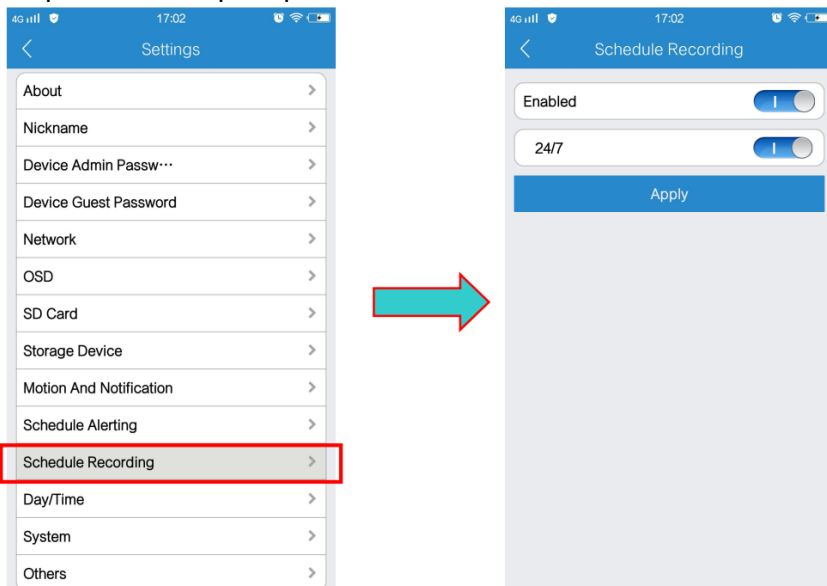 4G 17:02
Settings
About
Nickname
Device Admin Passw···
Device Guest Password
Network
OSD
SD Card
Storage Device
Motion And Notification
Schedule Alerting
Schedule Recording
Day/Time
System
Others
4G 17:02
Schedule Recording
Enabled
24/7
Apply